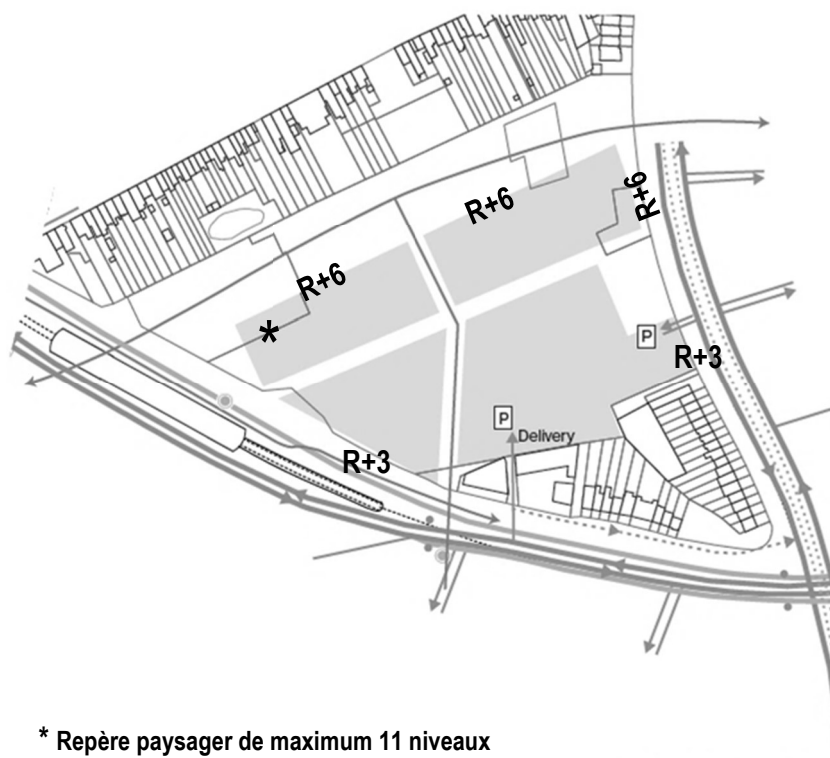 R+6
R+6
R+6
*
P
R+3
P
Delivery
R+3
* Repère paysager de maximum 11 niveaux